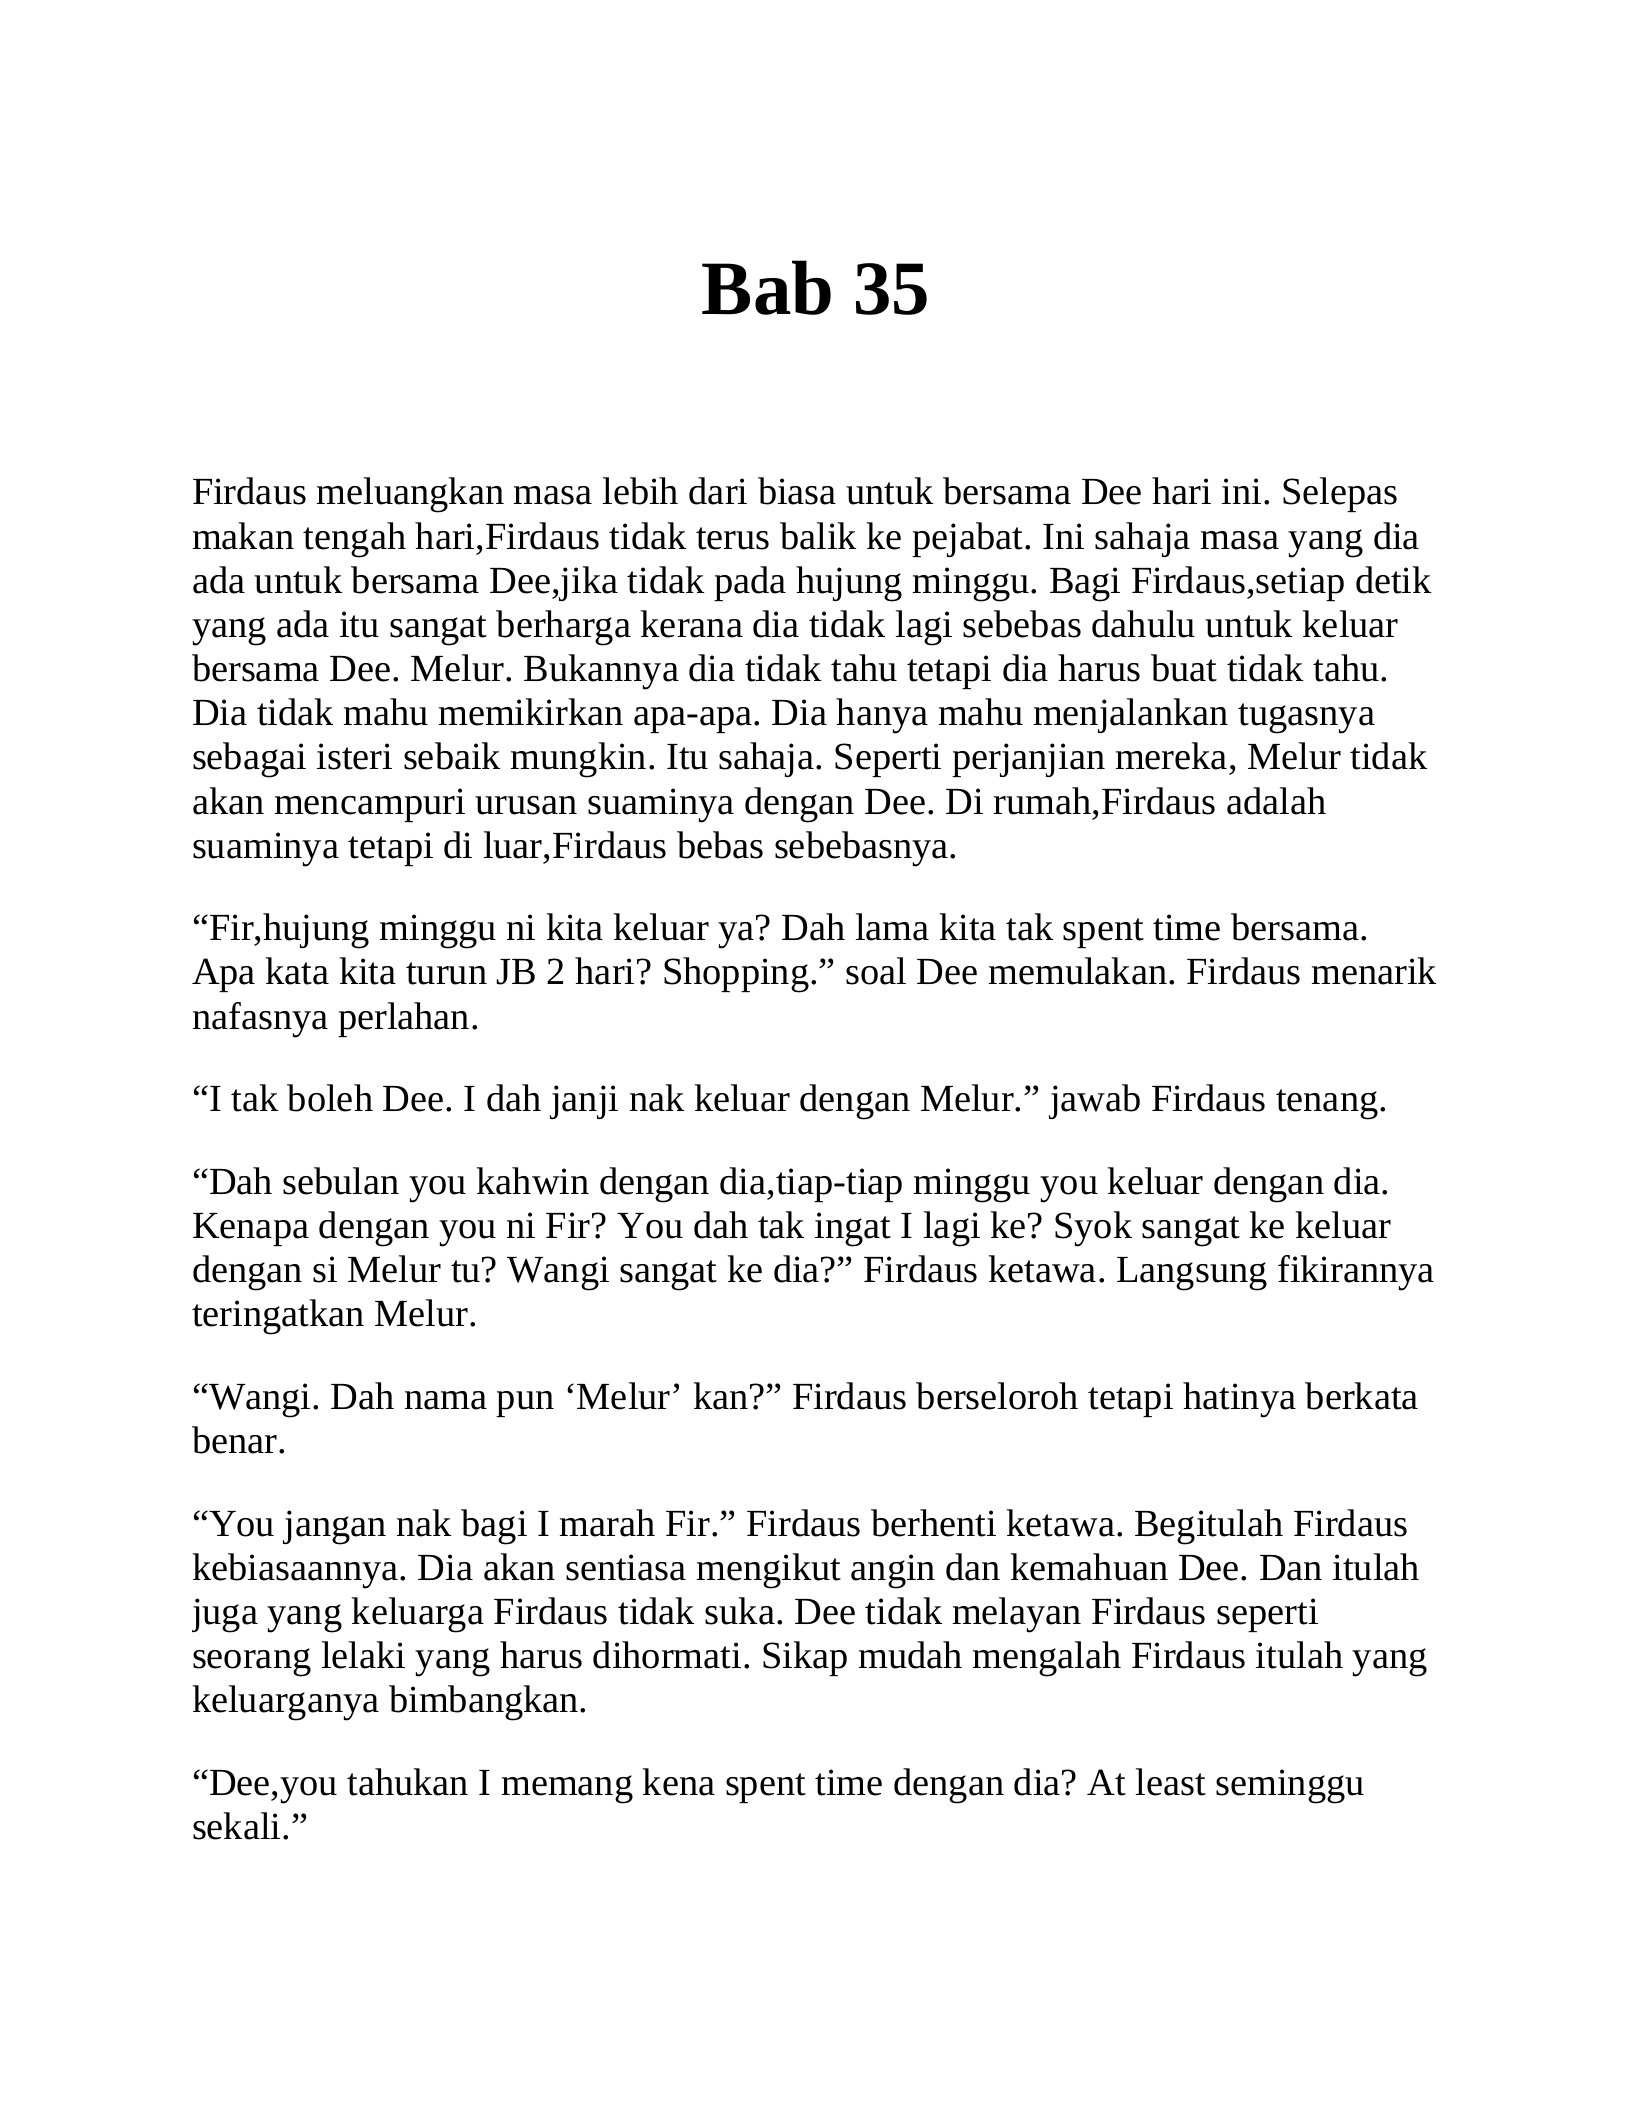 Bab 35
Firdaus meluangkan masa lebih dari biasa untuk bersama Dee hari ini. Selepas
makan tengah hari,Firdaus tidak terus balik ke pejabat. Ini sahaja masa yang dia
ada untuk bersama Dee,jika tidak pada hujung minggu. Bagi Firdaus,setiap detik
yang ada itu sangat berharga kerana dia tidak lagi sebebas dahulu untuk keluar
bersama Dee. Melur. Bukannya dia tidak tahu tetapi dia harus buat tidak tahu.
Dia tidak mahu memikirkan apa-apa. Dia hanya mahu menjalankan tugasnya
sebagai isteri sebaik mungkin. Itu sahaja. Seperti perjanjian mereka, Melur tidak
akan mencampuri urusan suaminya dengan Dee. Di rumah,Firdaus adalah
suaminya tetapi di luar,Firdaus bebas sebebasnya.
“Fir,hujung minggu ni kita keluar ya? Dah lama kita tak spent time bersama.
Apa kata kita turun JB 2 hari? Shopping.” soal Dee memulakan. Firdaus menarik
nafasnya perlahan.
“I tak boleh Dee. I dah janji nak keluar dengan Melur.” jawab Firdaus tenang.
“Dah sebulan you kahwin dengan dia,tiap-tiap minggu you keluar dengan dia.
Kenapa dengan you ni Fir? You dah tak ingat I lagi ke? Syok sangat ke keluar
dengan si Melur tu? Wangi sangat ke dia?” Firdaus ketawa. Langsung fikirannya
teringatkan Melur.
“Wangi. Dah nama pun ‘Melur’ kan?” Firdaus berseloroh tetapi hatinya berkata
benar.
“You jangan nak bagi I marah Fir.” Firdaus berhenti ketawa. Begitulah Firdaus
kebiasaannya. Dia akan sentiasa mengikut angin dan kemahuan Dee. Dan itulah
juga yang keluarga Firdaus tidak suka. Dee tidak melayan Firdaus seperti
seorang lelaki yang harus dihormati. Sikap mudah mengalah Firdaus itulah yang
keluarganya bimbangkan.
“Dee,you tahukan I memang kena spent time dengan dia? At least seminggu
sekali.”